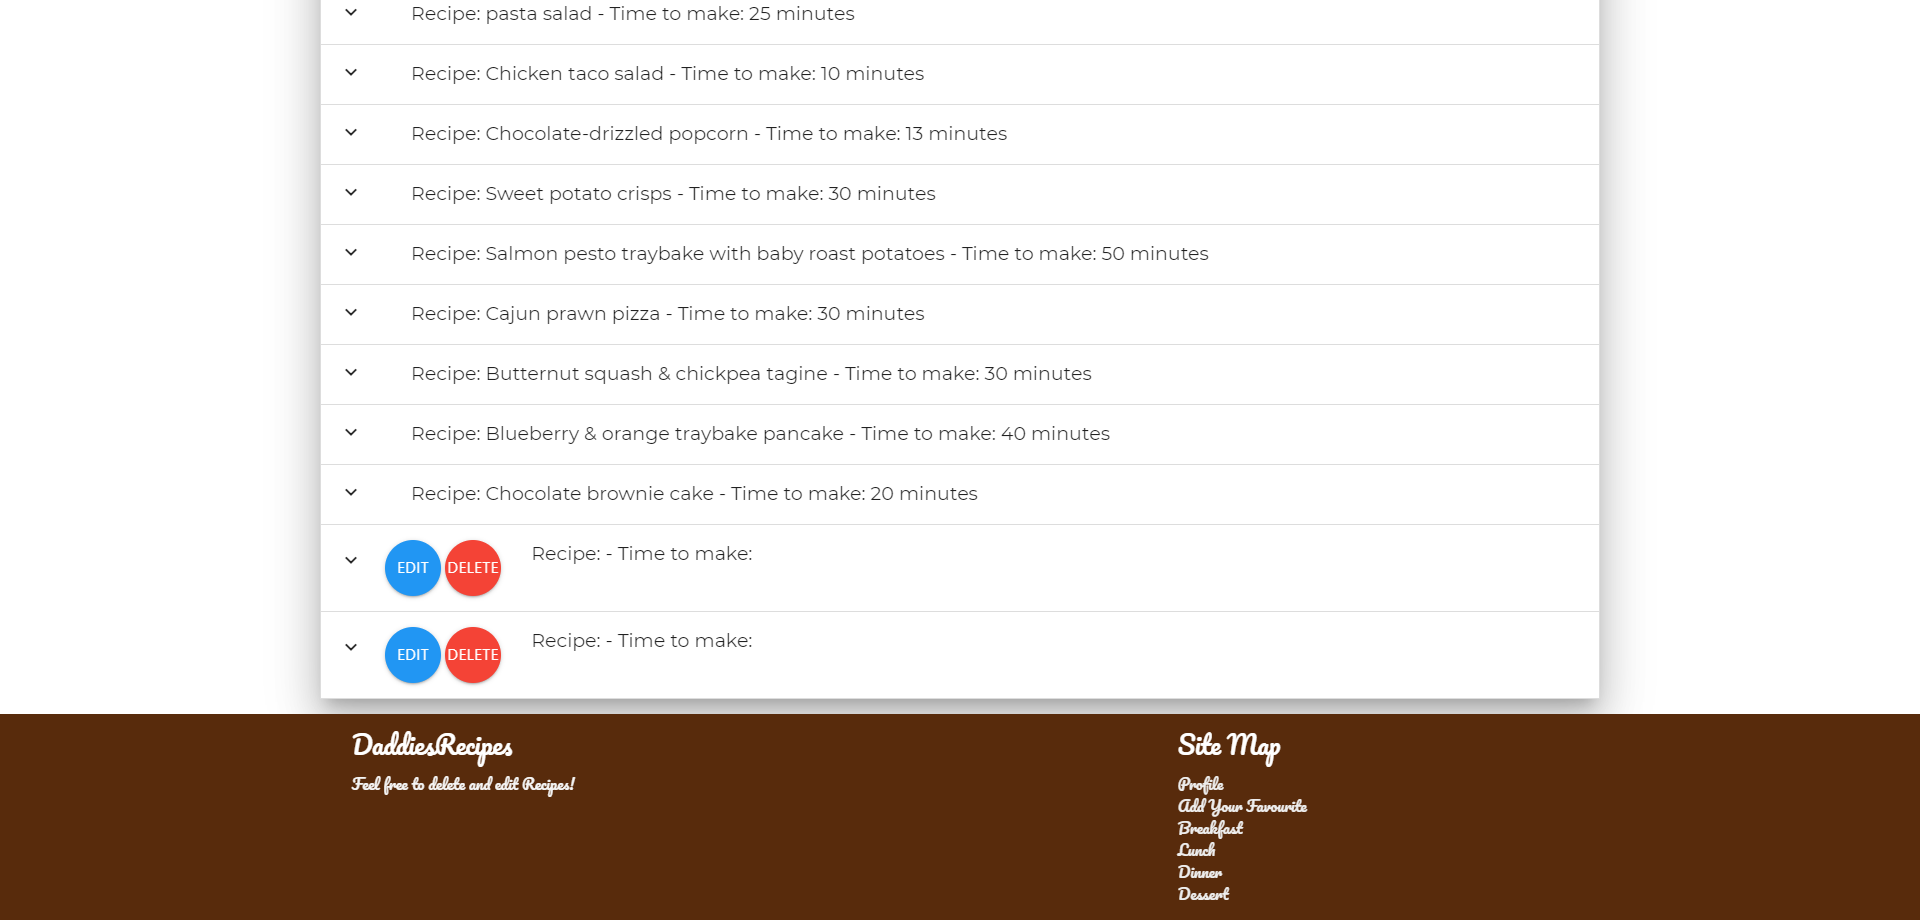 Recipe: pasta salad - Time to make: 25 minutes
Recipe: Chicken taco salad - Time to make: 10 minutes
Recipe: Chocolate-drizzled popcorn - Time to make: 13 minutes
Recipe: Sweet potato crisps - Time to make: 30 minutes
Recipe: Salmon pesto traybake with baby roast potatoes - Time to make: 50 minutes
Recipe: Cajun prawn pizza - Time to make: 30 minutes
Recipe: Butternut squash & chickpea tagine - Time to make: 30 minutes
Recipe: Blueberry & orange traybake pancake - Time to make: 40 minutes
Recipe: Chocolate brownie cake - Time to make: 20 minutes
EDIT DELETE Recipe: - Time to make:
EDIT DELETE Recipe: - Time to make:
DaddiesRecipes
Feel free to delete and edit Recipes!
Site Map
Profile
Add Your Favourite
Breakfast
Lunch
Dinner
Dessert